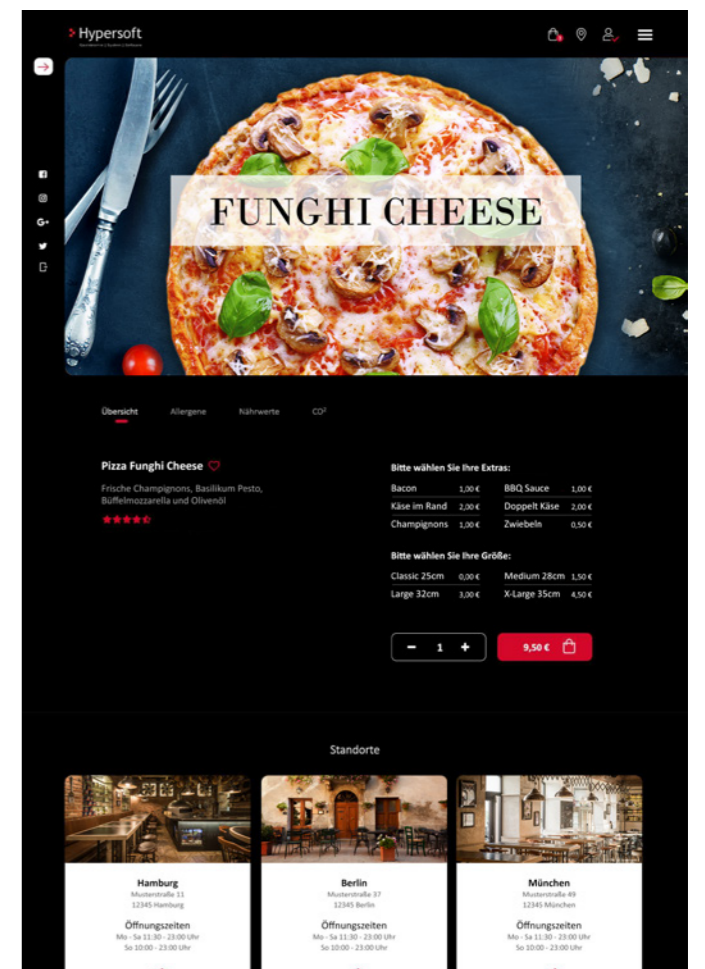 Hypersoft
FUNGHI CHEESE
Übersicht Allergene Nährwerte CO²
Pizza Funghi Cheese
Frische Champignons, Basilikum Pesto,
Büffelmozzarella und Olivenöl
Bitte wählen Sie Ihre Extras:
Bacon 1,00 € BBQ Sauce 1,00 €
Käse im Rand 2,00 € Doppelt Käse 2,00 €
Champignons 1,00 € Zwiebeln 0,50 €
Bitte wählen Sie Ihre Größe:
Classic 25cm 0,00 € Medium 28cm 1,50 €
Large 32cm 3,00 € X-Large 35cm 4,50 €
1 9,50 €
Standorte
Hamburg
Musterstraße 11
12345 Hamburg
Öffnungszeiten
Mo - Sa 11:30 - 23:00 Uhr
So 10:00 - 23:00 Uhr
Berlin
Musterstraße 37
12345 Berlin
Öffnungszeiten
Mo - Sa 11:30 - 23:00 Uhr
So 10:00 - 23:00 Uhr
München
Musterstraße 49
12345 München
Öffnungszeiten
Mo - Sa 11:30 - 23:00 Uhr
So 10:00 - 23:00 Uhr